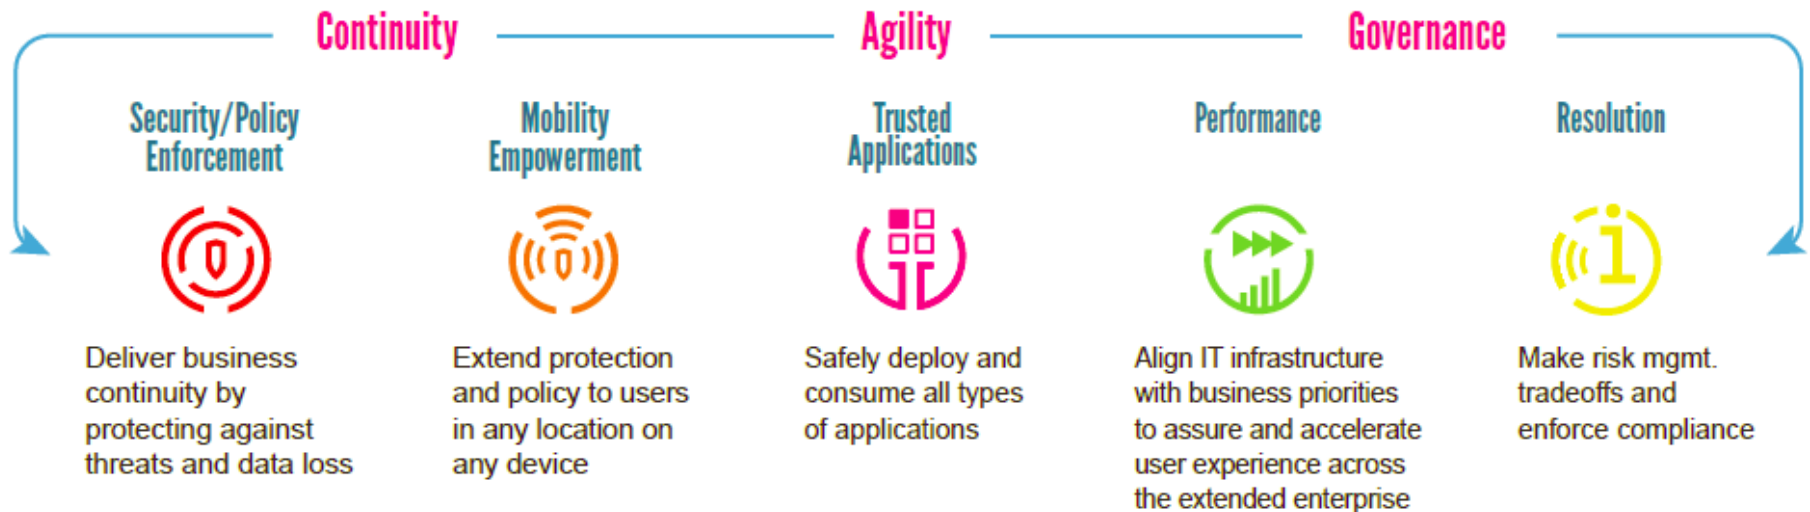 Continuity
Agility
Governance
Security/Policy
Enforcement
Deliver business
continuity by
protecting against
threats and data loss
Mobility
Empowerment
Extend protection
and policy to users
in any location on
any device
Trusted
Applications
Safely deploy and
consume all types
of applications
Performance
Align IT infrastructure
with business priorities
to assure and accelerate
user experience across
the extended enterprise
Resolution
Make risk mgmt.
tradeoffs and
enforce compliance